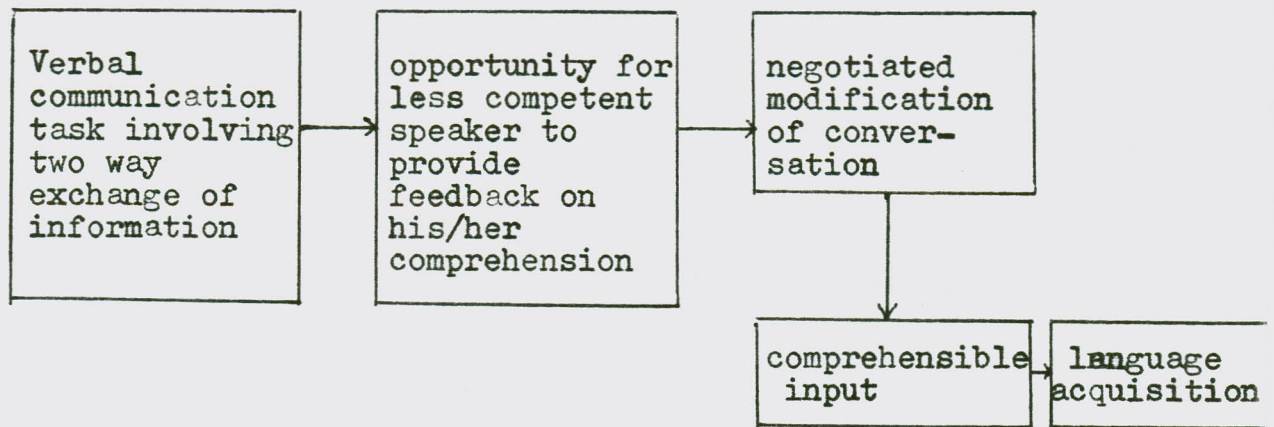 Verbal
communication
task involving
two way
exchange of
information
opportunity for
less competent
speaker to
provide
feedback on
his/her
comprehension
negotiated
modification
of conver-
sation
comprehensible
input
language
acquisition